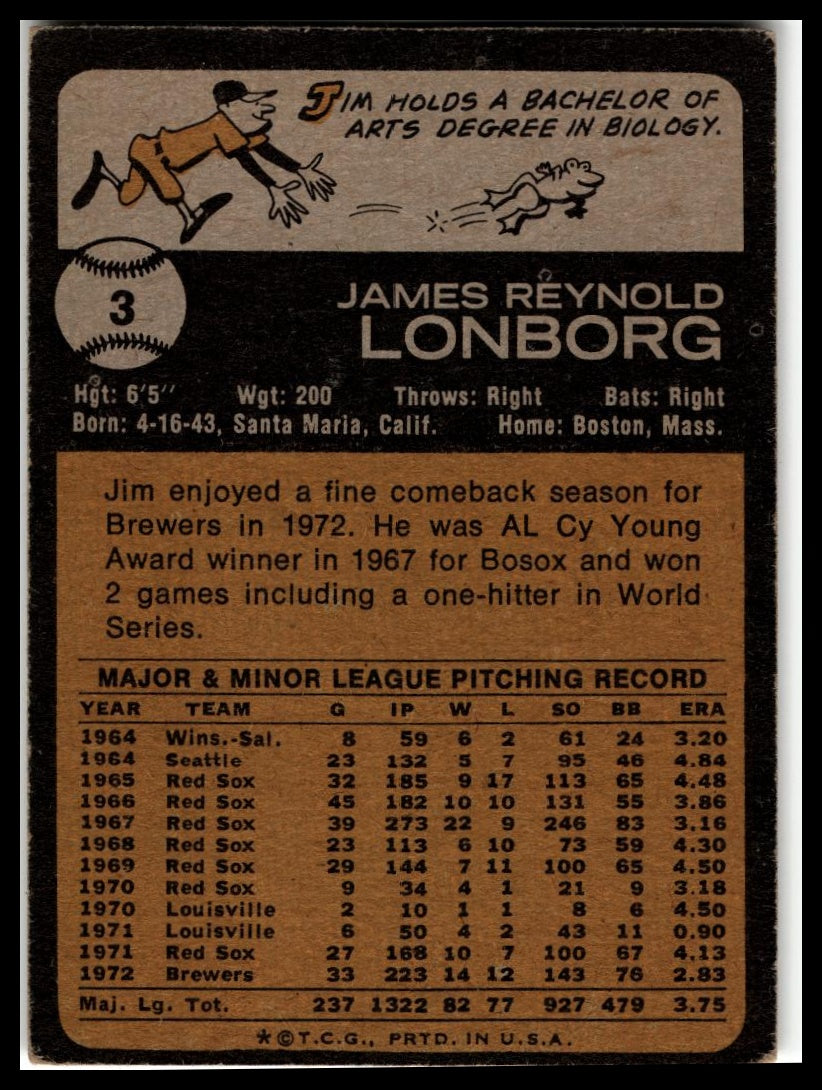 JIM HOLDS A BACHELOR OF
ARTS DEGREE IN BIOLOGY.
3
JAMES REYNOLD
LONBORG
Hgt: 6'5'' Wgt: 200 Throws: Right Bats: Right
Born: 4-16-43, Santa Maria, Calif. Home: Boston, Mass.
Jim enjoyed a fine comeback season for
Brewers in 1972. He was AL Cy Young
Award winner in 1967 for Bosox and won
2 games including a one-hitter in World
Series.
MAJOR & MINOR LEAGUE PITCHING RECORD
YEAR TEAM G IP W L SO BB ERA
1964 Wins.-Sal. 8 59 6 2 61 24 3.20
1964 Seattle 23 132 5 7 95 46 4.84
1965 Red Sox 32 185 9 17 113 65 4.48
1966 Red Sox 45 182 10 10 131 55 3.86
1967 Red Sox 39 273 22 9 246 83 3.16
1968 Red Sox 23 113 6 10 73 59 4.30
1969 Red Sox 29 144 7 11 100 65 4.50
1970 Red Sox 9 34 4 1 21 9 3.18
1970 Louisville 2 10 1 1 8 6 4.50
1971 Louisville 6 50 4 2 43 11 0.90
1971 Red Sox 27 168 10 7 100 67 4.13
1972 Brewers 33 223 14 12 143 76 2.83
Maj. Lg. Tot. 237 1322 82 77 927 479 3.75
*©T.C.G., PRTD. IN U.S.A.